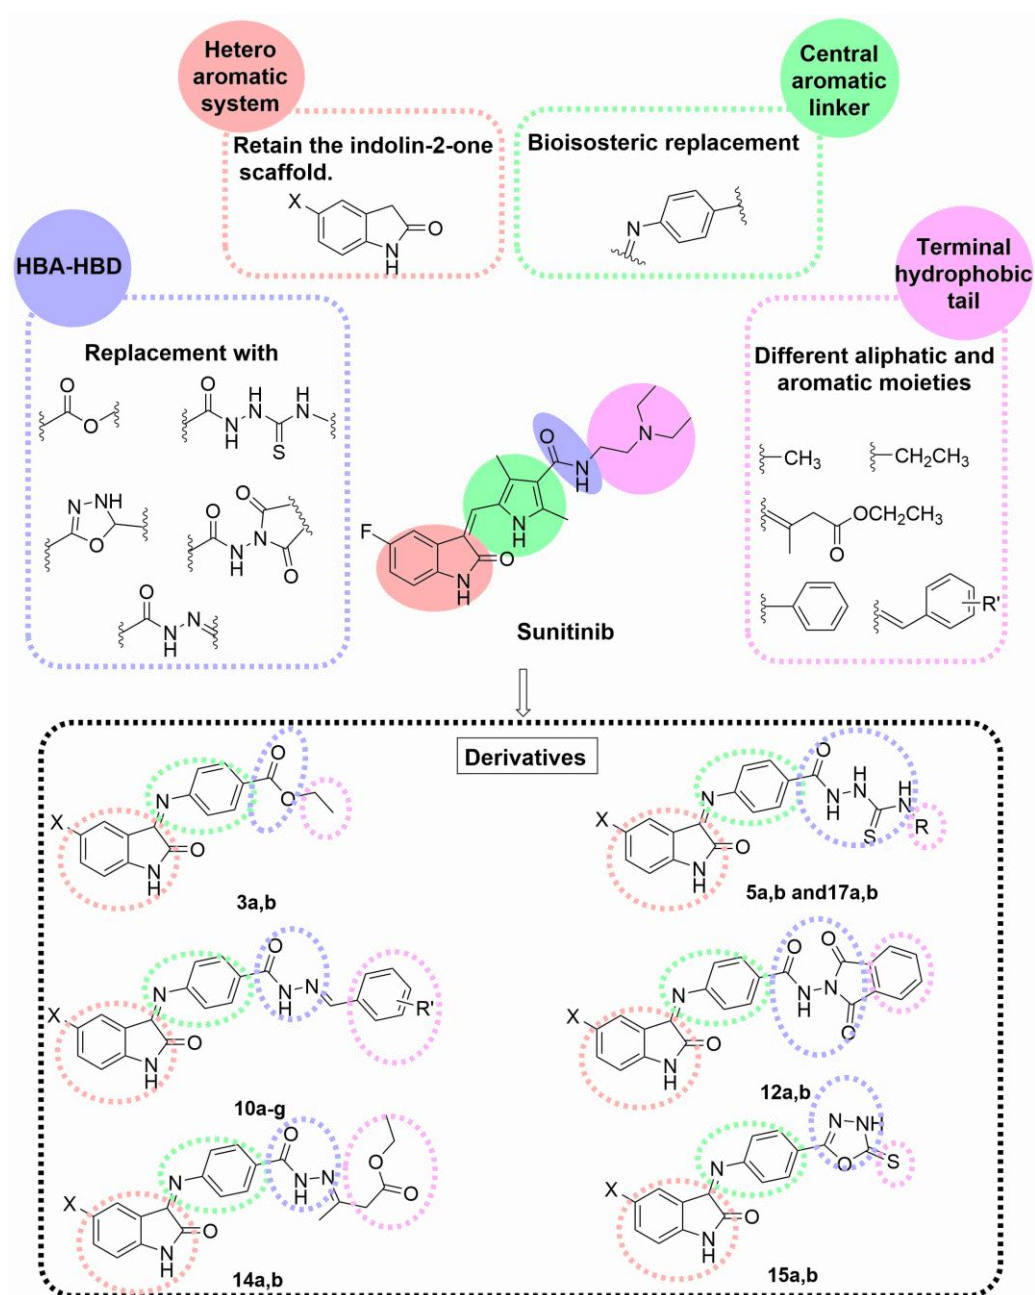 Hetero
aromatic
system
Central
aromatic
linker
Retain the indolin-2-one
scaffold.
X
O
N
H
Bioisosteric replacement
N
HBA-HBD
Terminal
hydrophobic
tail
Replacement with
O
O
O
H
N
N
H
S
H
N
N
NH
O
O
O
N
N
H
O
O
N
H
N
Different aliphatic and
aromatic moieties
CH3
CH2CH3
OCH2CH3
O
R'
N
O
N
H
F
N
H
O
N
H
Sunitinib
Derivatives
O
O
N
X
O
N
H
3a,b
O
H
N
N
H
H
N
S
R
N
X
O
N
H
5a,b and17a,b
O
N
H
N
R'
N
X
O
N
H
10a-g
O
O
N
N
H
O
N
X
O
N
H
12a,b
O
N
H
N
O
O
N
X
O
N
H
14a,b
N
NH
O
S
N
X
O
N
H
15a,b